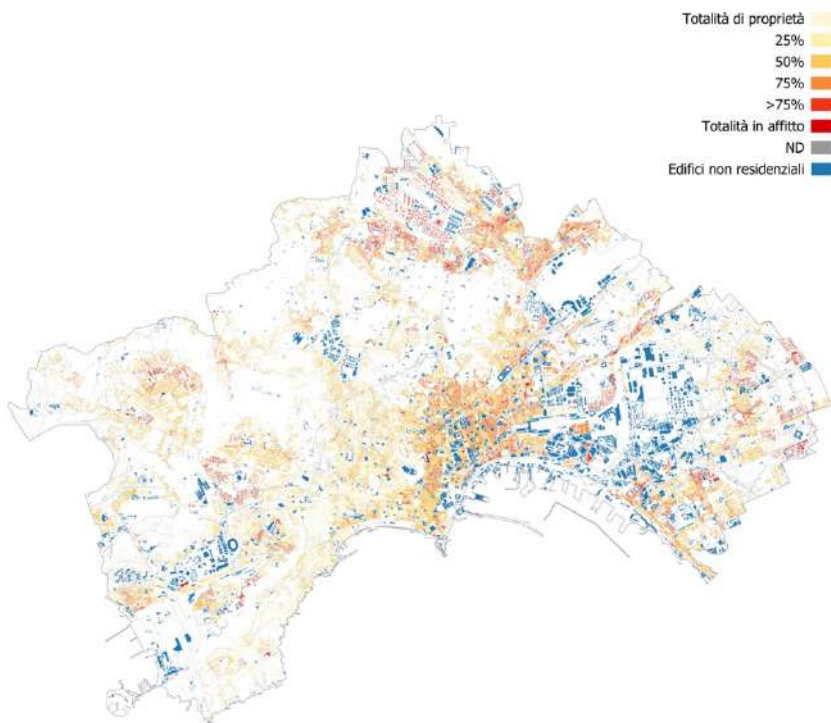 Totalità di proprietà
25%
50%
75%
>75%
Totalità in affitto
ND
Edifici non residenziali